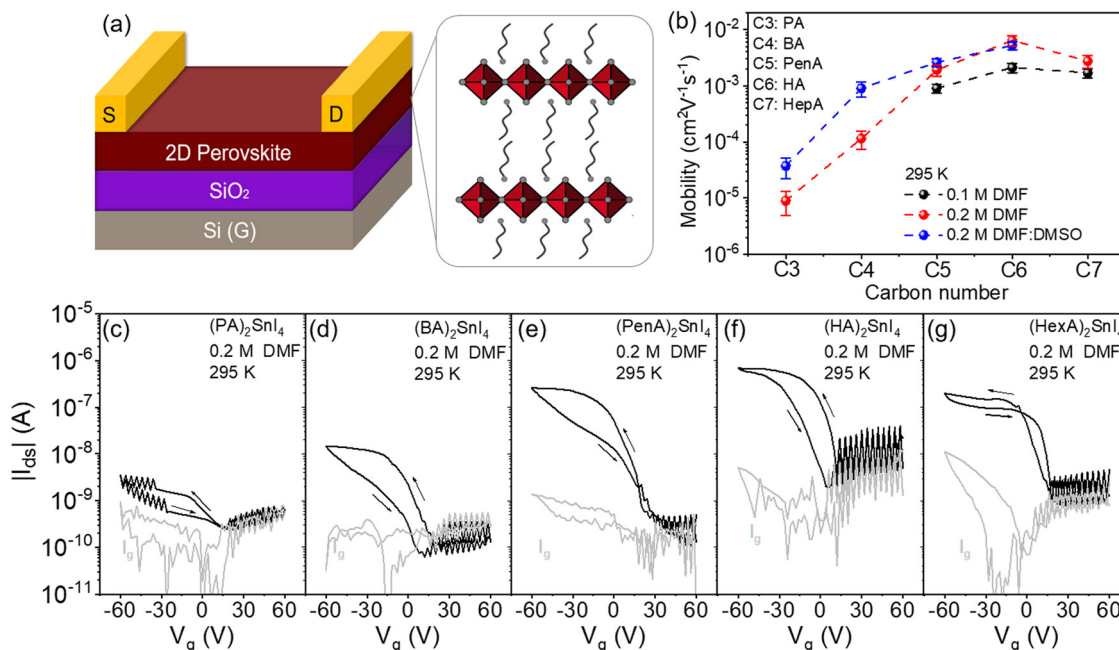 (a)
S
D
2D Perovskite
SiO₂
Si (G)
(b)
Mobility (cm²V⁻¹s⁻¹)
10⁻²
10⁻³
10⁻⁴
10⁻⁵
10⁻⁶
C3: PA
C4: BA
C5: PenA
C6: HA
C7: HepA
295 K
0.1 M DMF
0.2 M DMF
0.2 M DMF:DMSO
C3 C4 C5 C6 C7
Carbon number
|I_ds| (A)
10⁻⁵
10⁻⁶
10⁻⁷
10⁻⁸
10⁻⁹
10⁻¹⁰
10⁻¹¹
(c)
(PA)₂SnI₄
0.2 M DMF
295 K
I_g
-60 -30 0 30 60
V_g (V)
(d)
(BA)₂SnI₄
0.2 M DMF
295 K
I_g
-60 -30 0 30 60
V_g (V)
(e)
(PenA)₂SnI₄
0.2 M DMF
295 K
I_g
-60 -30 0 30 60
V_g (V)
(f)
(HA)₂SnI₄
0.2 M DMF
295 K
I_g
-60 -30 0 30 60
V_g (V)
(g)
(HexA)₂SnI₄
0.2 M DMF
295 K
I_g
-60 -30 0 30 60
V_g (V)